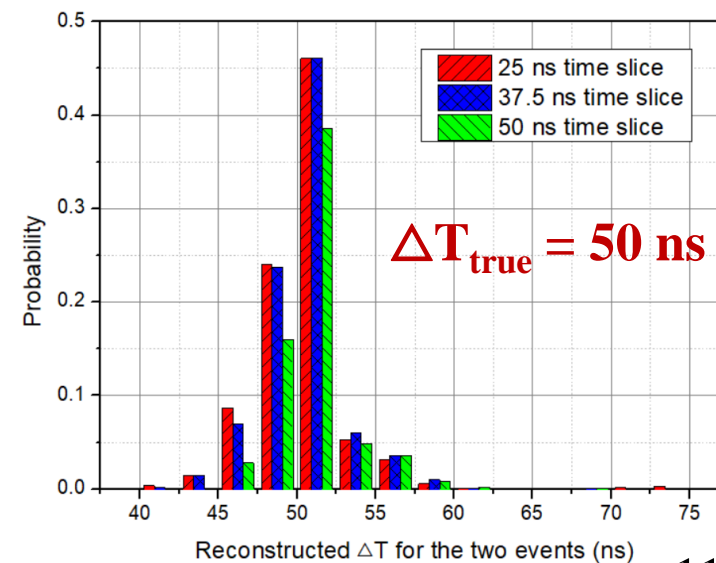 0.5
0.4
0.3
0.2
0.1
0.0
Probability
25 ns time slice
37.5 ns time slice
50 ns time slice
△T_true = 50 ns
40 45 50 55 60 65 70 75
Reconstructed △T for the two events (ns)